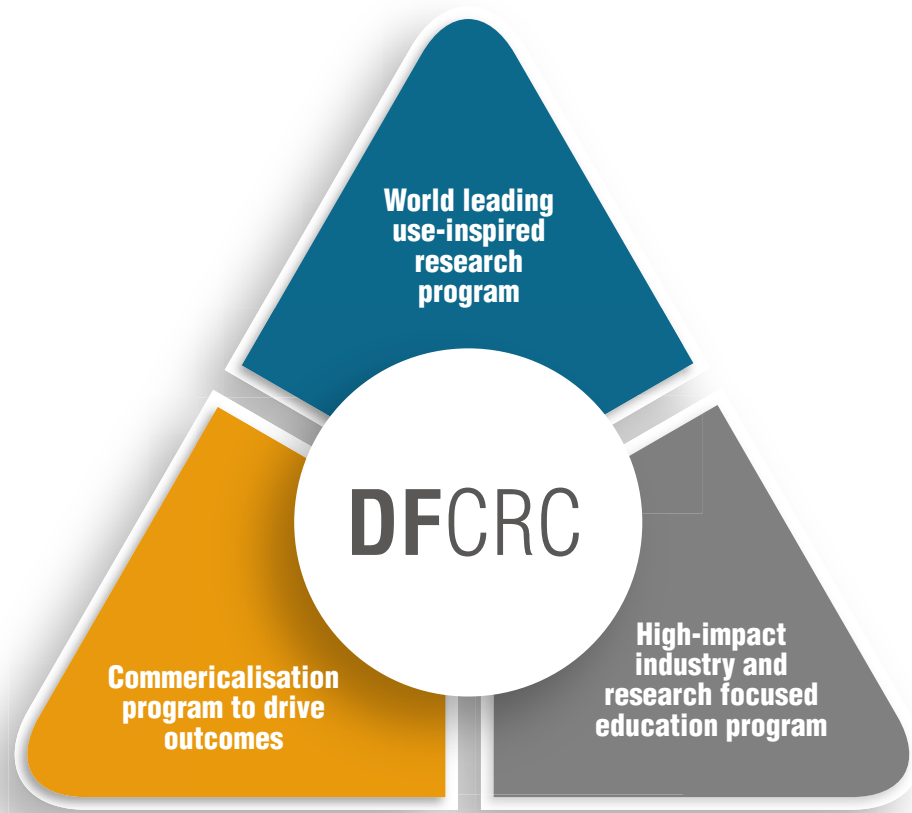 World leading
use-inspired
research
program
DFCRC
Commericalisation
program to drive
outcomes
High-impact
industry and
research focused
education program